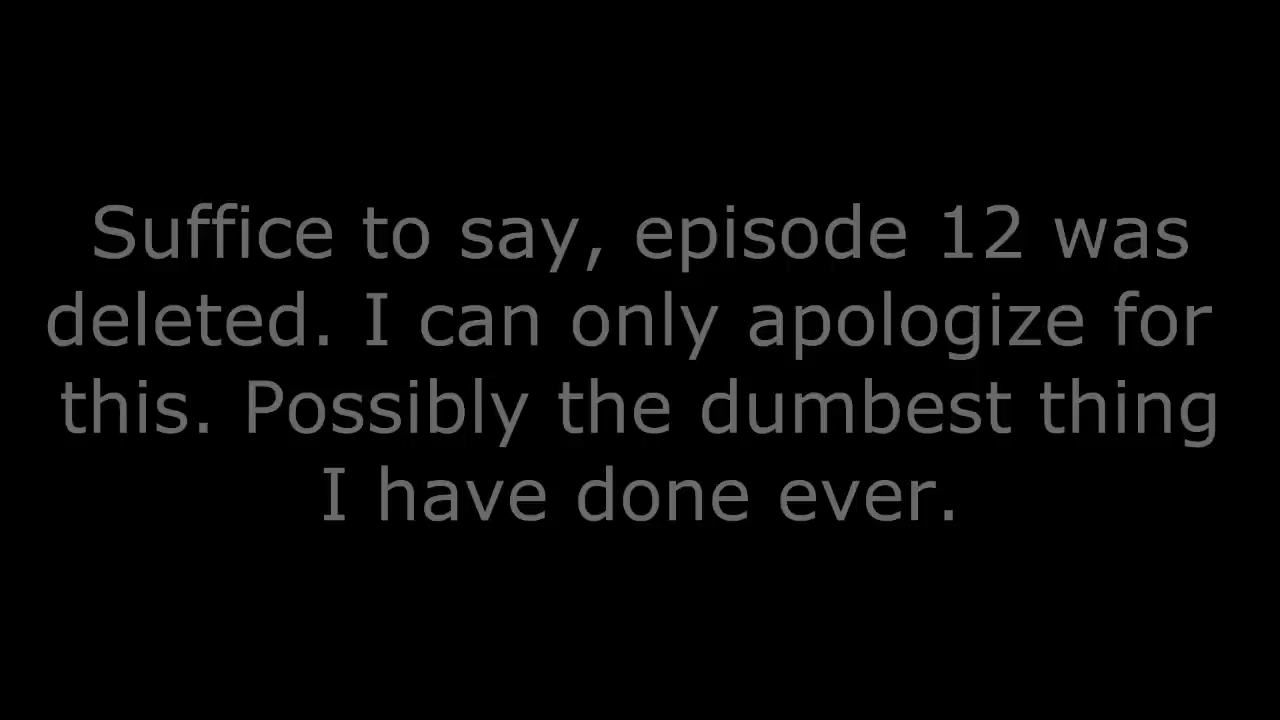 Suffice to say, episode 12 was
deleted. I can only apologize for
this. Possibly the dumbest thing
I have done ever.